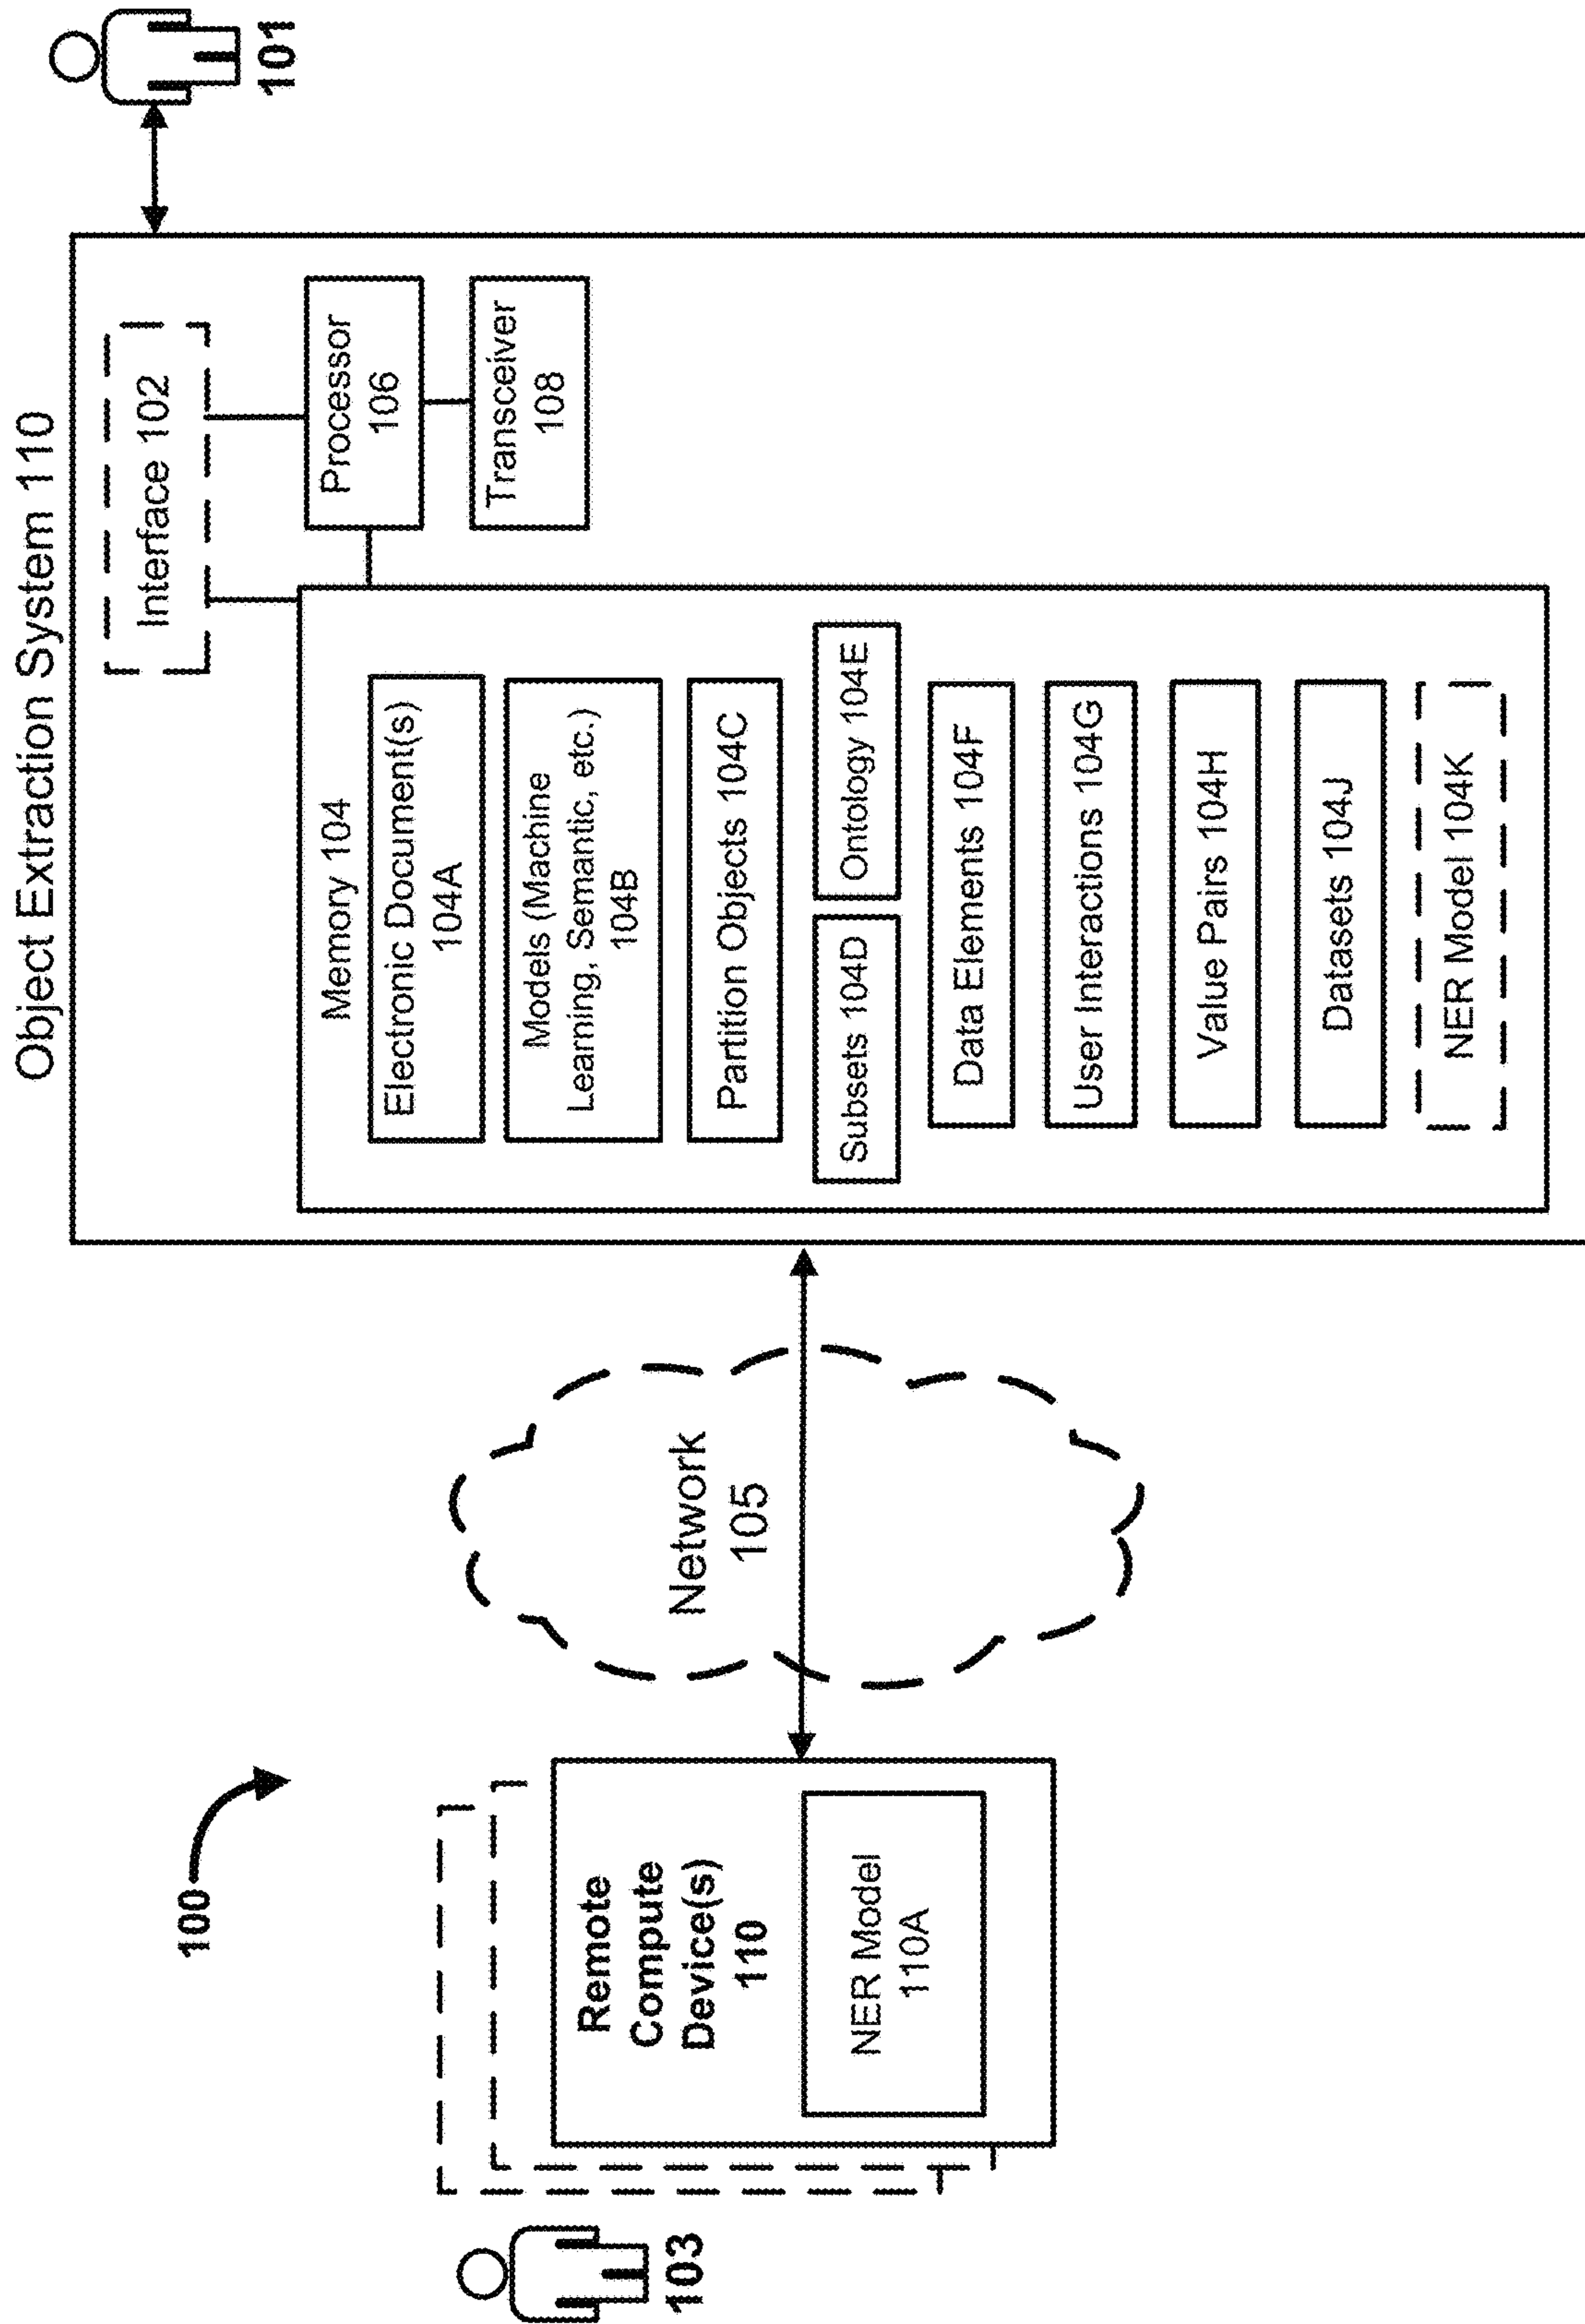 100
Object Extraction System 110
Interface 102
101
Processor
106
Transceiver
108
Memory 104
Electronic Document(s)
104A
Models (Machine
Learning, Semantic, etc.)
104B
Partition Objects 104C
Subsets 104D
Ontology 104E
Data Elements 104F
User Interactions 104G
Value Pairs 104H
Datasets 104J
NER Model 104K
Network
105
Remote
Compute
Device(s)
110
NER Model
110A
103